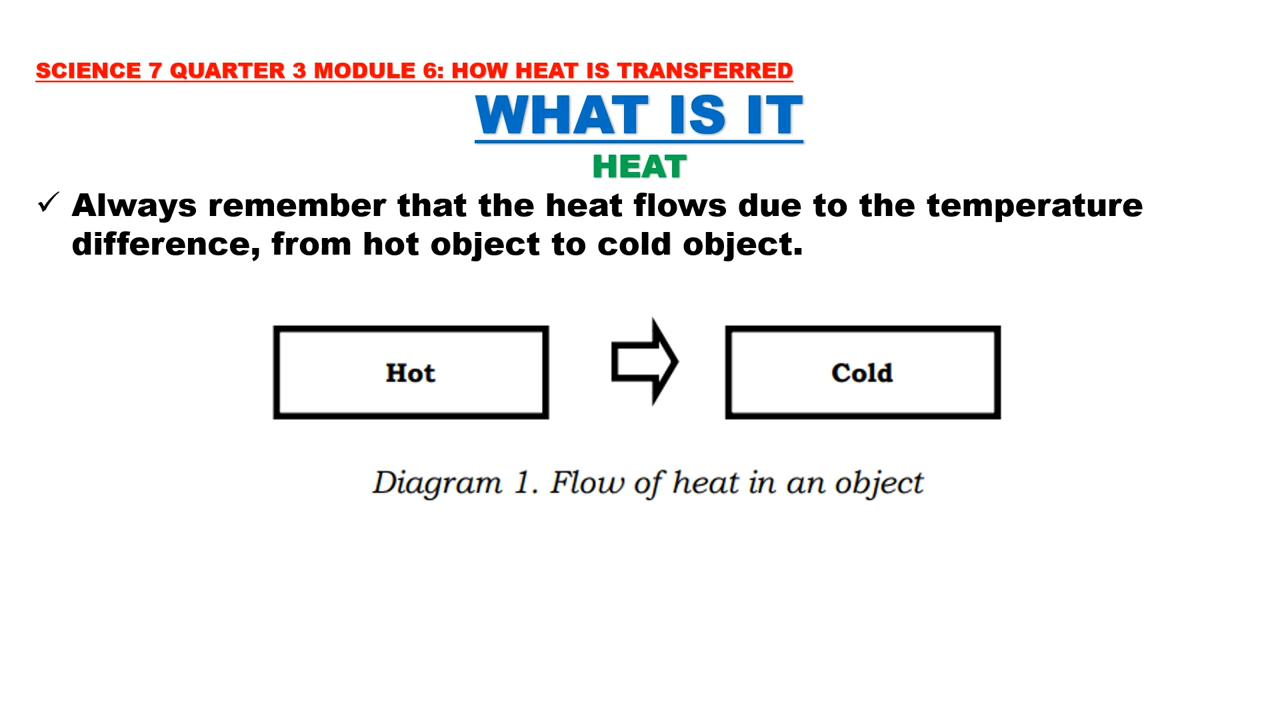 SCIENCE 7 QUARTER 3 MODULE 6: HOW HEAT IS TRANSFERRED
WHAT IS IT
HEAT
✓ Always remember that the heat flows due to the temperature
difference, from hot object to cold object.
Hot
Cold
Diagram 1. Flow of heat in an object